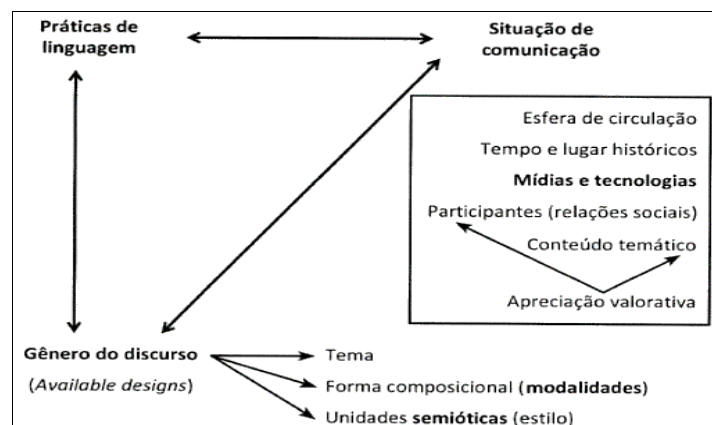 Práticas de
linguagem
Situação de
comunicação
Esfera de circulação
Tempo e lugar históricos
Mídias e tecnologias
Participantes (relações sociais)
Conteúdo temático
Apreciação valorativa
Gênero do discurso
(Available designs)
Tema
Forma composicional (modalidades)
Unidades semióticas (estilo)